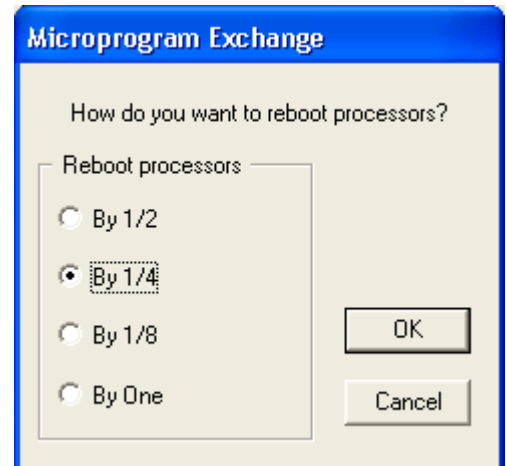 Microprogram Exchange
How do you want to reboot processors?
Reboot processors
By 1/2
By 1/4
By 1/8
By One
OK
Cancel